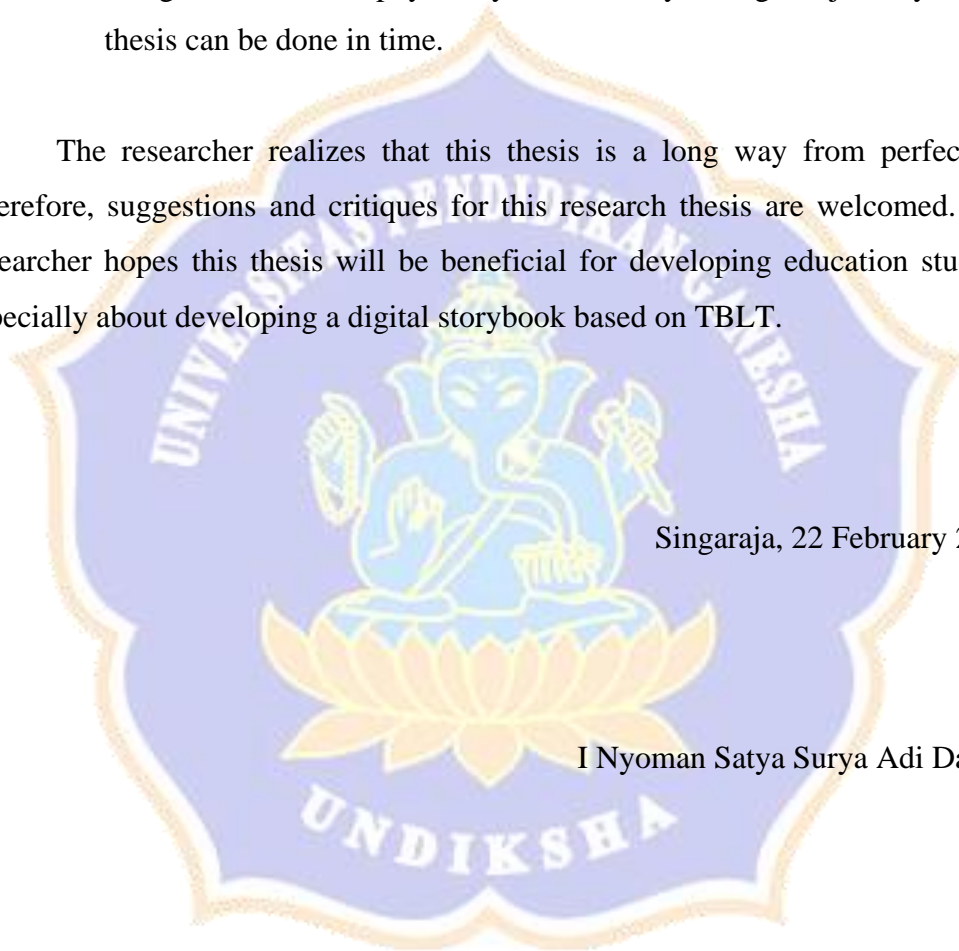 thesis can be done in time.
The researcher realizes that this thesis is a long way from perfec
erefore, suggestions and critiques for this research thesis are welcomed.
earcher hopes this thesis will be beneficial for developing education stu
pecially about developing a digital storybook based on TBLT.
UNIVERSITAS PENDIDIKAN GANESHA
Singaraja, 22 February
I Nyoman Satya Surya Adi Da
UNDIKSHA